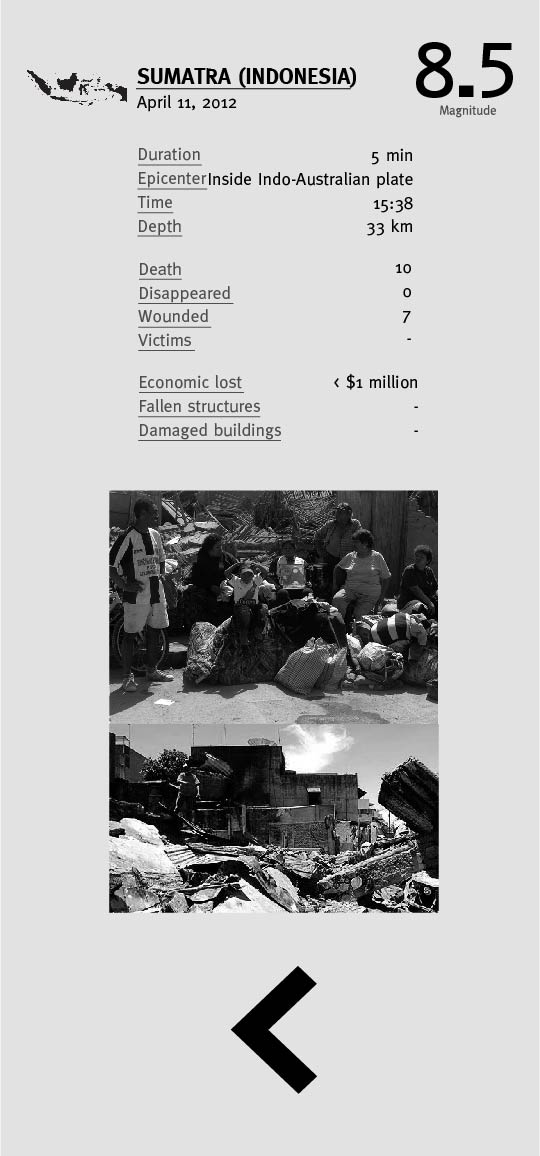 SUMATRA (INDONESIA)
8.5
April 11, 2012
Magnitude
Duration 5 min
Epicenter Inside Indo-Australian plate
Time 15:38
Depth 33 km
Death 10
Disappeared 0
Wounded 7
Victims -
Economic lost < $1 million
Fallen structures -
Damaged buildings -